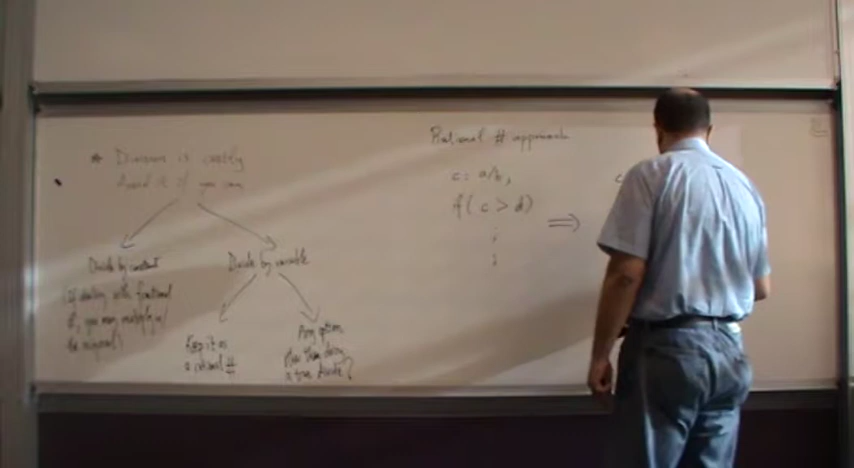 * Division is costly
Avoid it if you can
Divide by constant
(If dealing with fractional
#, you may multiply w/
the reciprocal)
Divide by variable
Keep it as
a rational #
Any option
other than doing
a true divide?
Rational # approach
c = a/b;
if ( c > d )
⇒
c